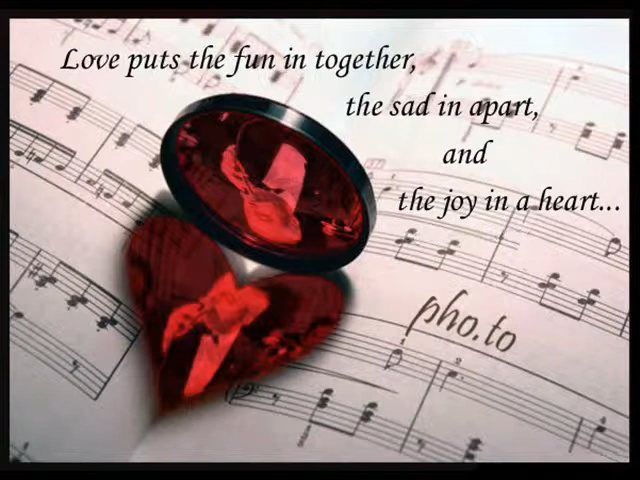 Love puts the fun in together,
the sad in apart,
and
the joy in a heart...
pho.to